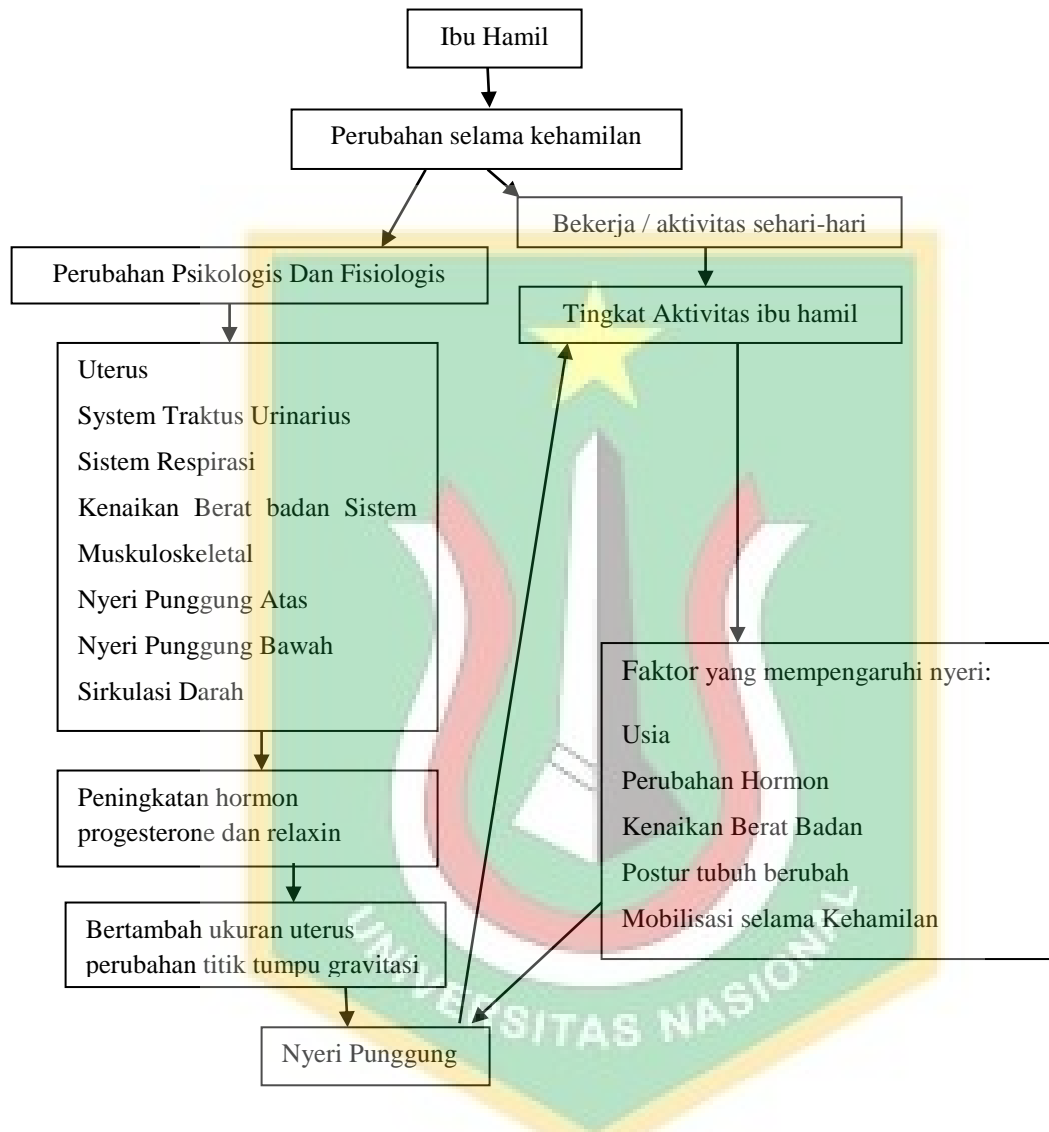 Ibu Hamil
Perubahan selama kehamilan
Bekerja / aktivitas sehari-hari
Perubahan Psikologis Dan Fisiologis
Tingkat Aktivitas ibu hamil
Uterus
System Traktus Urinarius
Sistem Respirasi
Kenaikan Berat badan Sistem
Muskuloskeletal
Nyeri Punggung Atas
Nyeri Punggung Bawah
Sirkulasi Darah
Faktor yang mempengaruhi nyeri:
Usia
Perubahan Hormon
Kenaikan Berat Badan
Postur tubuh berubah
Mobilisasi selama Kehamilan
Peningkatan hormon
progesterone dan relaxin
Bertambah ukuran uterus
perubahan titik tumpu gravitasi
Nyeri Punggung
UNIVERSITAS NASIONAL